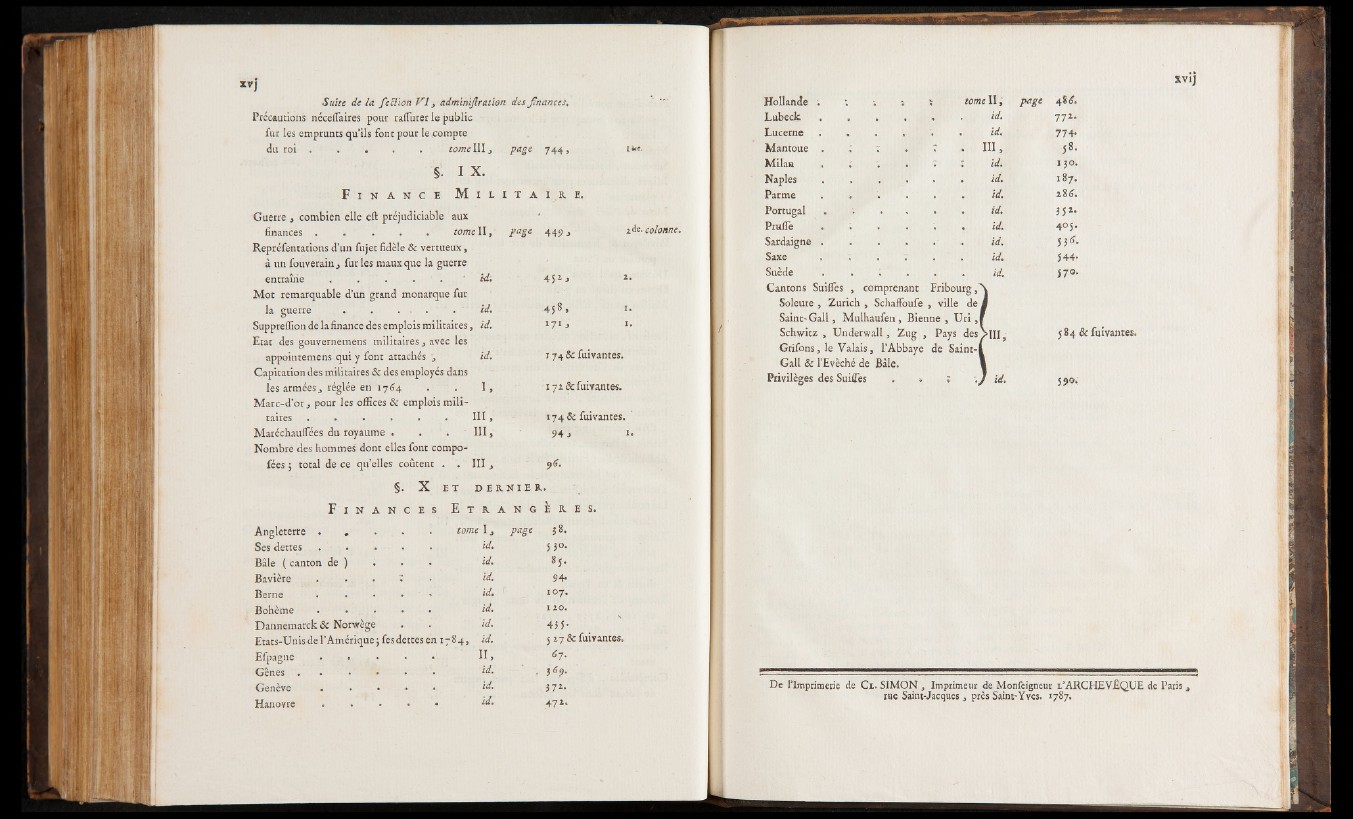 xvj
Suite de la ſection VI, adminiſtration des finances.
Précautions néceſſaires pour raſſurer le public
ſur les emprunts qu'ils font pour le compte
du roi . . . . . tome III, page 744, 1ere.
§. IX.
FINANCE MILITAIRE.
Guerre, combien elle eſt préjudiciable aux
finances . . . . . tome II, page 449, 2de. colonne.
Repréſentations d'un ſujet fidèle & vertueux,
à un ſouverain, ſur les maux que la guerre
entraîne . . . . . id. 452, 2.
Mot remarquable d'un grand monarque ſur
la guerre . . . . . id. 458, 1.
Suppreſſion de la finance des emplois militaires, id. 171, 1.
Etat des gouvernemens militaires, avec les
appointemens qui y ſont attachés , id. 174 & ſuivantes.
Capitation des militaires & des employés dans
les armées, réglée en 1764 . . I, 172 & ſuivantes.
Marc-d'or, pour les offices & emplois mili-
taires . . . . . . III, 174 & ſuivantes.
Maréchauſſées du royaume . . . III, 94, 1.
Nombre des hommes dont elles ſont compo-
ſées ; total de ce qu'elles coûtent . . III, 96.
§. X ET DERNIER.
FINANCES ETRANGÈRES.
Angleterre . . . . . tome I, page 38.
Ses dettes . . . . . id. 530.
Bâle ( canton de ) . . . id. 85.
Bavière . . . . . id. 94.
Berne . . . . . id. 107.
Bohème . . . . . id. 120.
Dannemarck & Norwège . . id. 435.
Etats-Unis de l'Amérique ; ſes dettes en 1784, id. 527 & ſuivantes.
Eſpagne . . . . . II, 67.
Gênes . . . . . . id. 369.
Genève . . . . . id. 372.
Hanovre . . . . . id. 472.
xvij
Hollande . . . . . tome II, page 486.
Lubeck . . . . . . id. 772.
Lucerne . . . . . . id. 774.
Mantoue . . . . . . III, 58.
Milan . . . . . id. 130.
Naples . . . . . . id. 187.
Parme . . . . . . id. 286.
Portugal . . . . . . id. 352.
Pruſſe . . . . . . id. 405.
Sardaigne . . . . . . id. 536.
Saxe . . . . . . id. 544.
Suède . . . . . . id. 570.
Cantons Suiſſes , comprenant Fribourg,
Soleure , Zurich , Schaffouſe , ville de
Saint-Gall, Mulhauſen, Bienne , Uri ,
Schwitz , Underwall, Zug , Pays des III, 584 & ſuivantes.
Griſons, le Valais, l'Abbaye de Saint-
Gall & l'Evêché de Bâle.
Privilèges des Suiſſes . . . . id. 590.
De l'Imprimerie de CL. SIMON , Imprimeur de Monſeigneur L'ARCHEVÊQUE de Paris,
rue Saint-Jacques, près Saint-Yves. 1787.